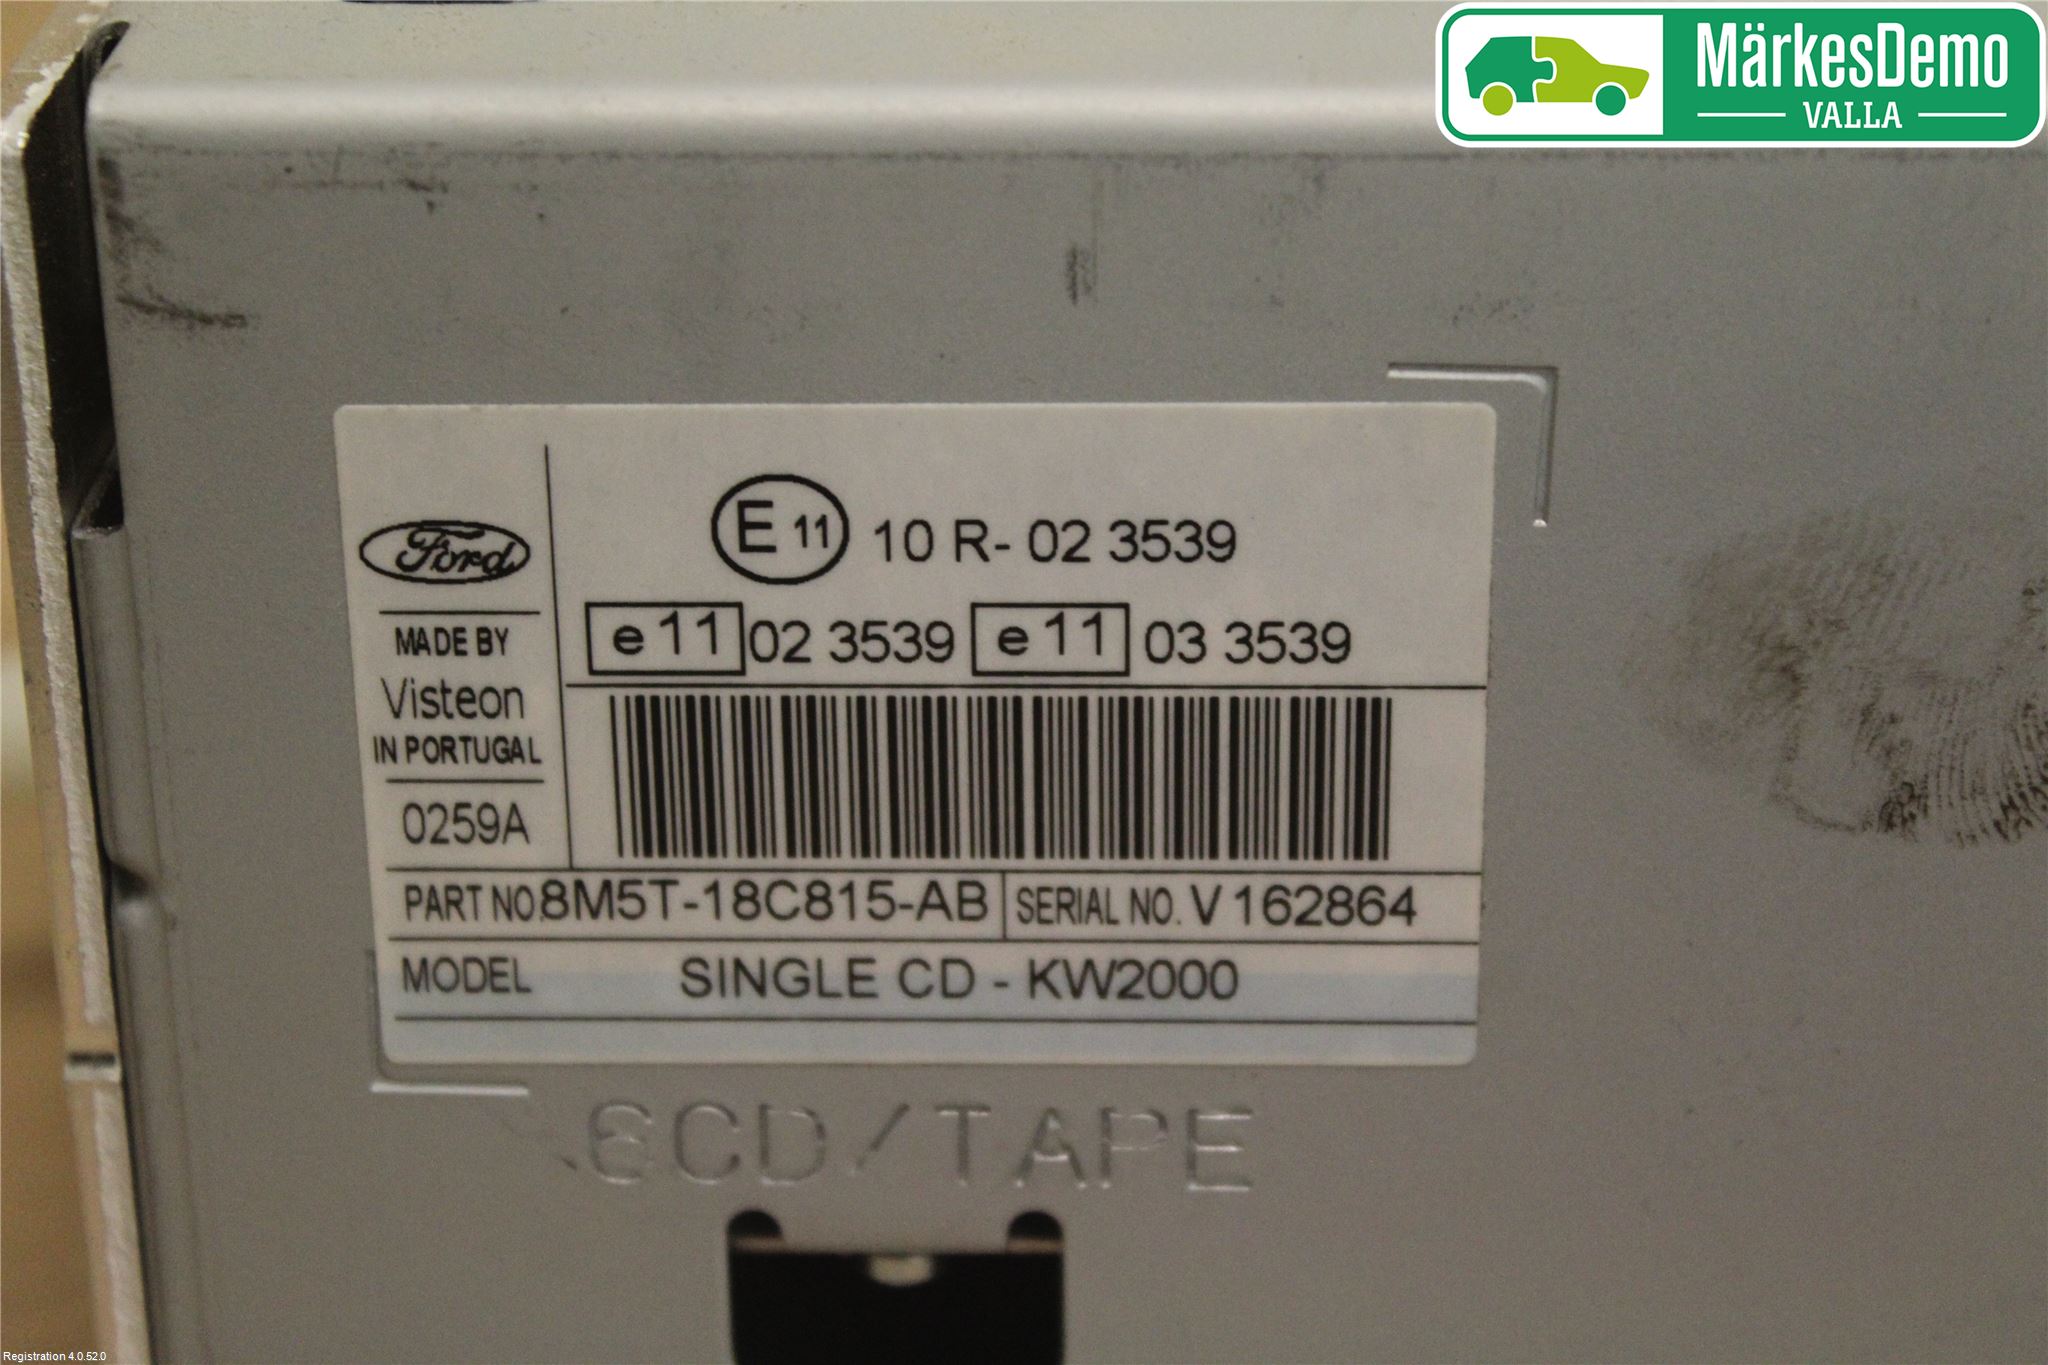 MärkesDemo
VALLA
Ford
MADE BY
Visteon
IN PORTUGAL
0259A
E 11 10 R- 02 3539
e 11 02 3539 e 11 03 3539
PART NO. 8M5T-18C815-AB SERIAL NO. V 162864
MODEL SINGLE CD - KW2000
6CD/TAPE
Registration 4.0.52.0